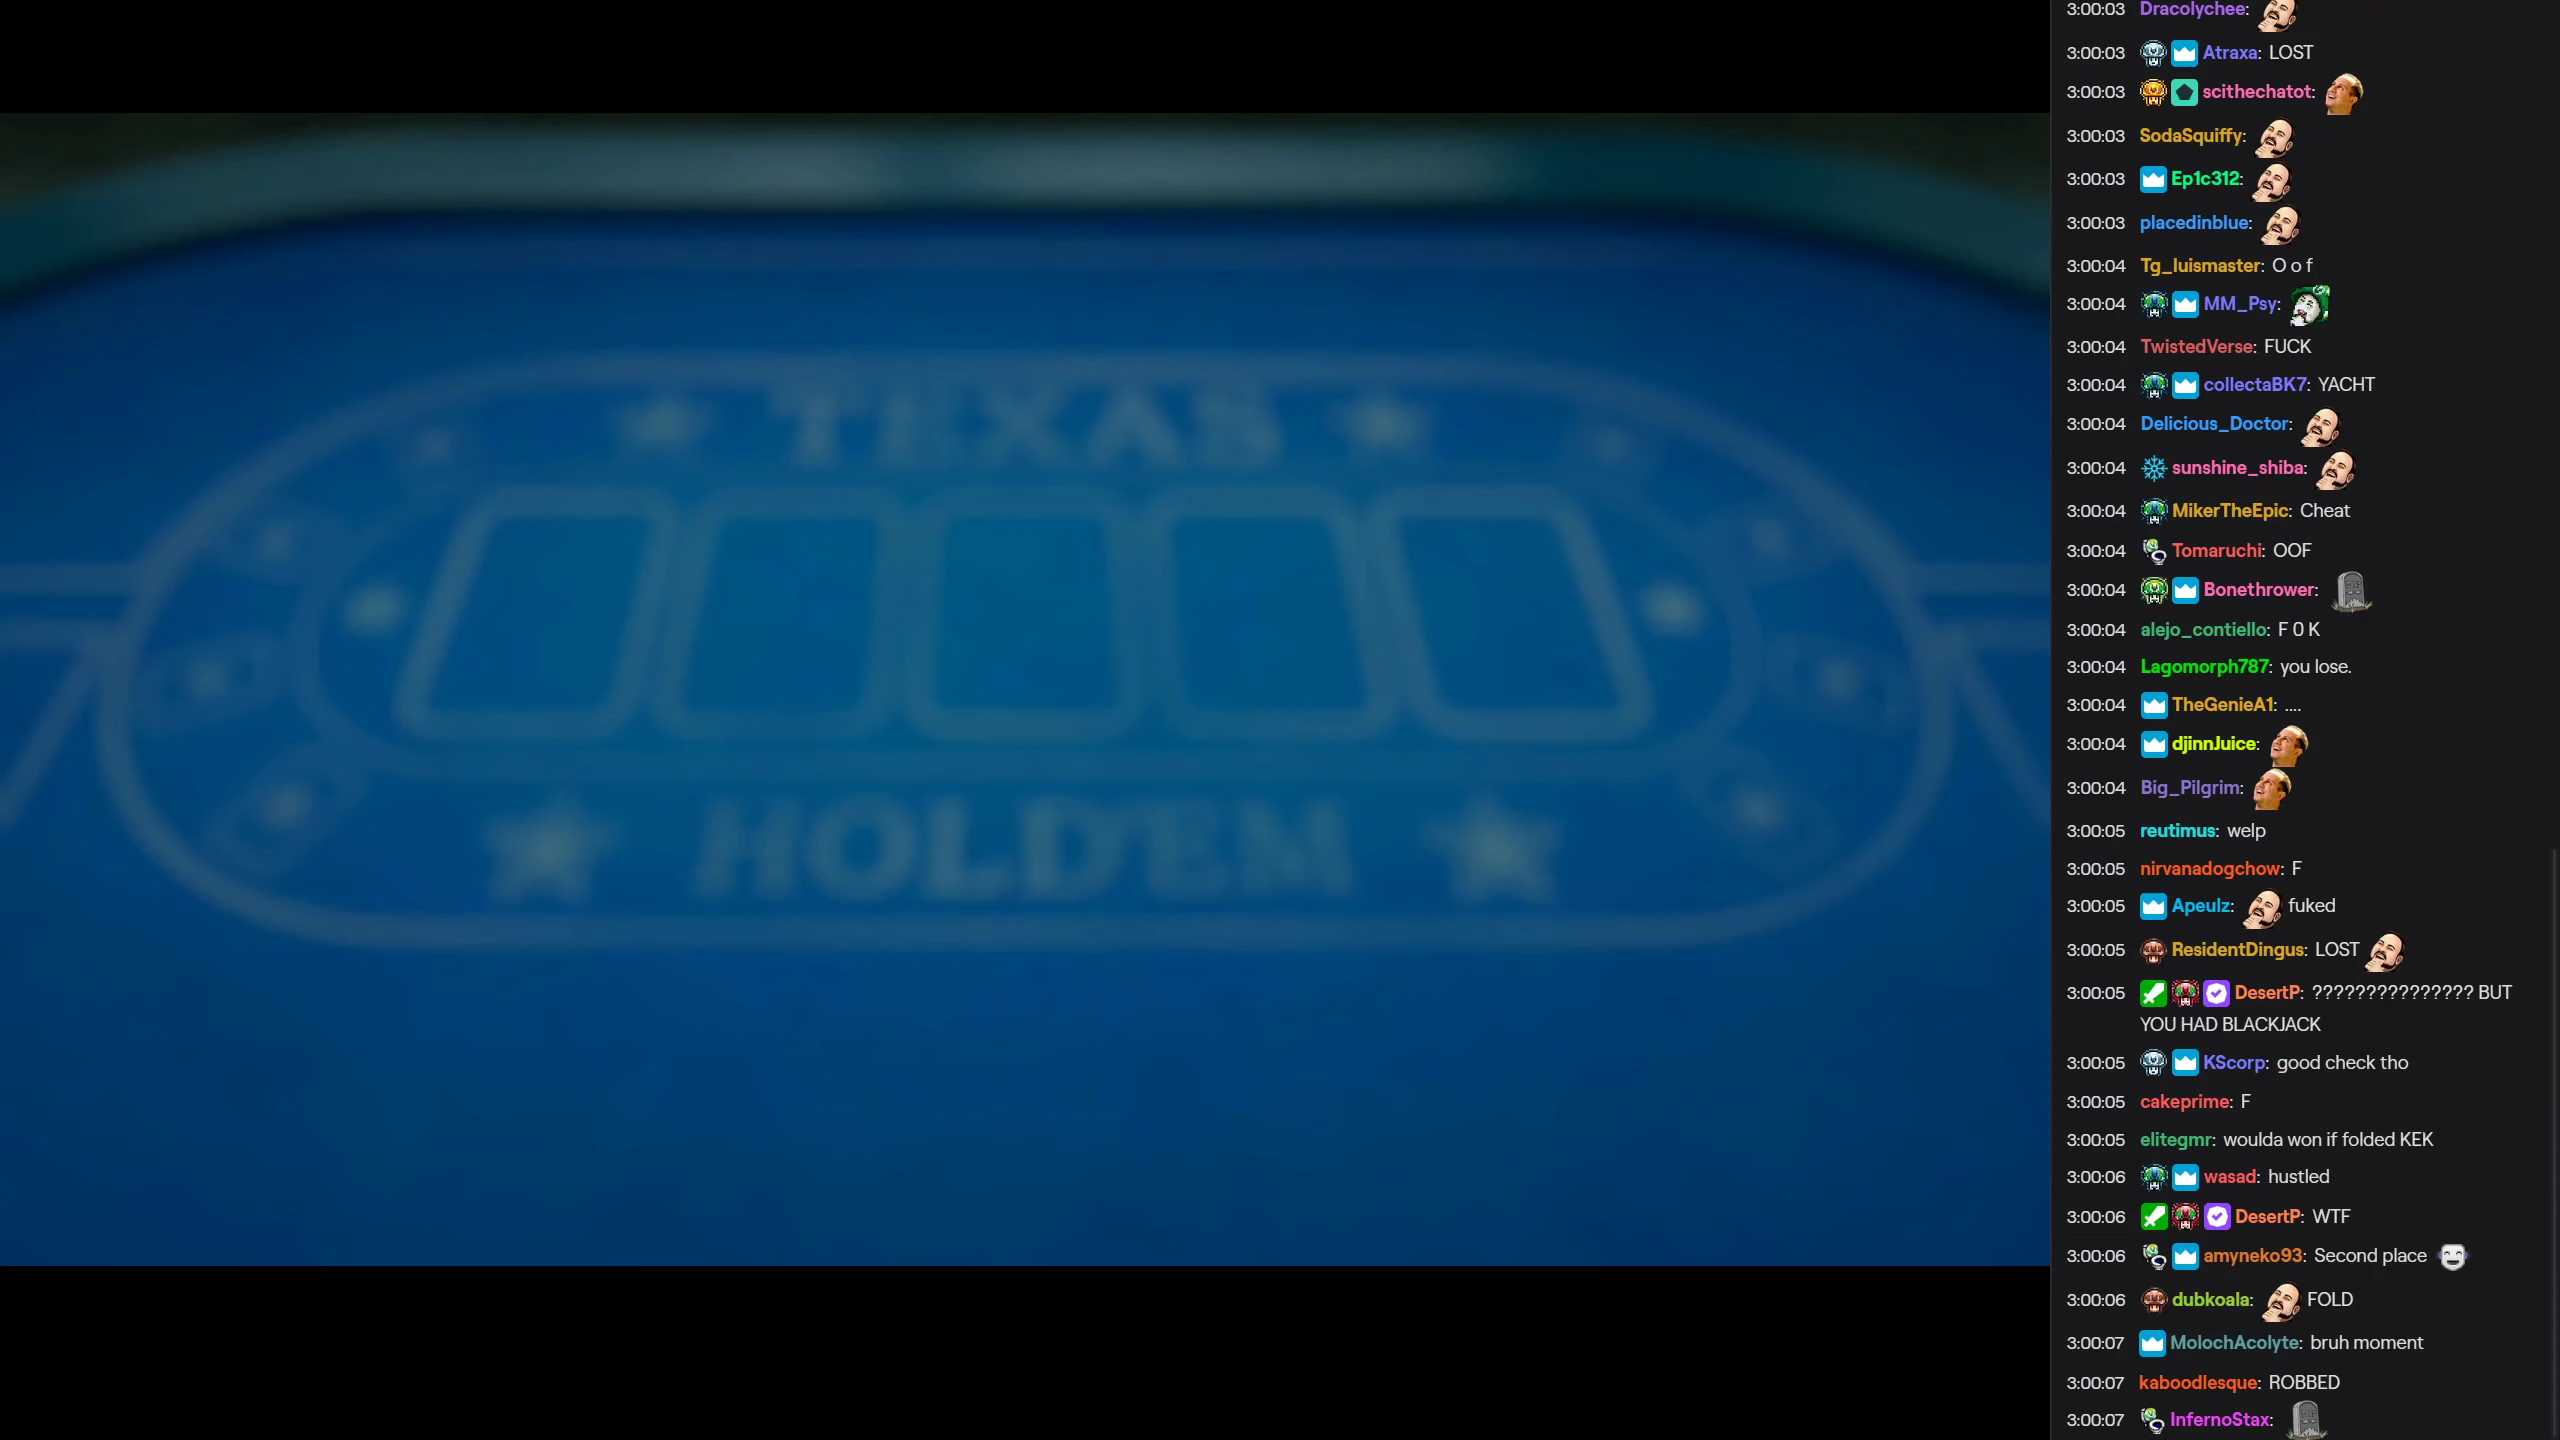 TEXAS
HOLD'EM
3:00:03 Dracolychee:
3:00:03 Atraxa: LOST
3:00:03 scithechatot:
3:00:03 SodaSquiffy:
3:00:03 Ep1c312:
3:00:03 placedinblue:
3:00:04 Tg_luismaster: O o f
3:00:04 MM_Psy:
3:00:04 TwistedVerse: FUCK
3:00:04 collectaBK7: YACHT
3:00:04 Delicious_Doctor:
3:00:04 sunshine_shiba:
3:00:04 MikerTheEpic: Cheat
3:00:04 Tomaruchi: OOF
3:00:04 Bonethrower:
3:00:04 alejo_contiello: F 0 K
3:00:04 Lagomorph787: you lose.
3:00:04 TheGenieA1: ....
3:00:04 djinnJuice:
3:00:04 Big_Pilgrim:
3:00:05 reutimus: welp
3:00:05 nirvanadogchow: F
3:00:05 Apeulz: fuked
3:00:05 ResidentDingus: LOST
3:00:05 DesertP: ??????????????? BUT
YOU HAD BLACKJACK
3:00:05 KScorp: good check tho
3:00:05 cakeprime: F
3:00:05 elitegmr: woulda won if folded KEK
3:00:06 wasad: hustled
3:00:06 DesertP: WTF
3:00:06 amyneko93: Second place
3:00:06 dubkoala: FOLD
3:00:07 MolochAcolyte: bruh moment
3:00:07 kaboodlesque: ROBBED
3:00:07 InfernoStax: